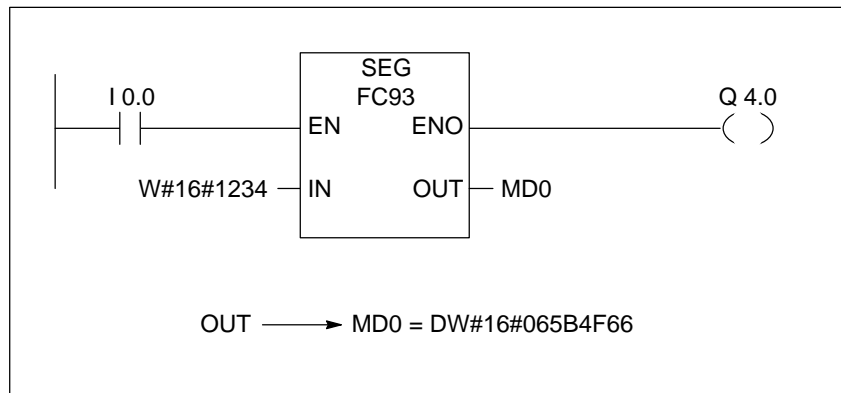 SEG
FC93
I 0.0
Q 4.0
EN ENO
W#16#1234 IN OUT MD0
OUT MD0 = DW#16#065B4F66